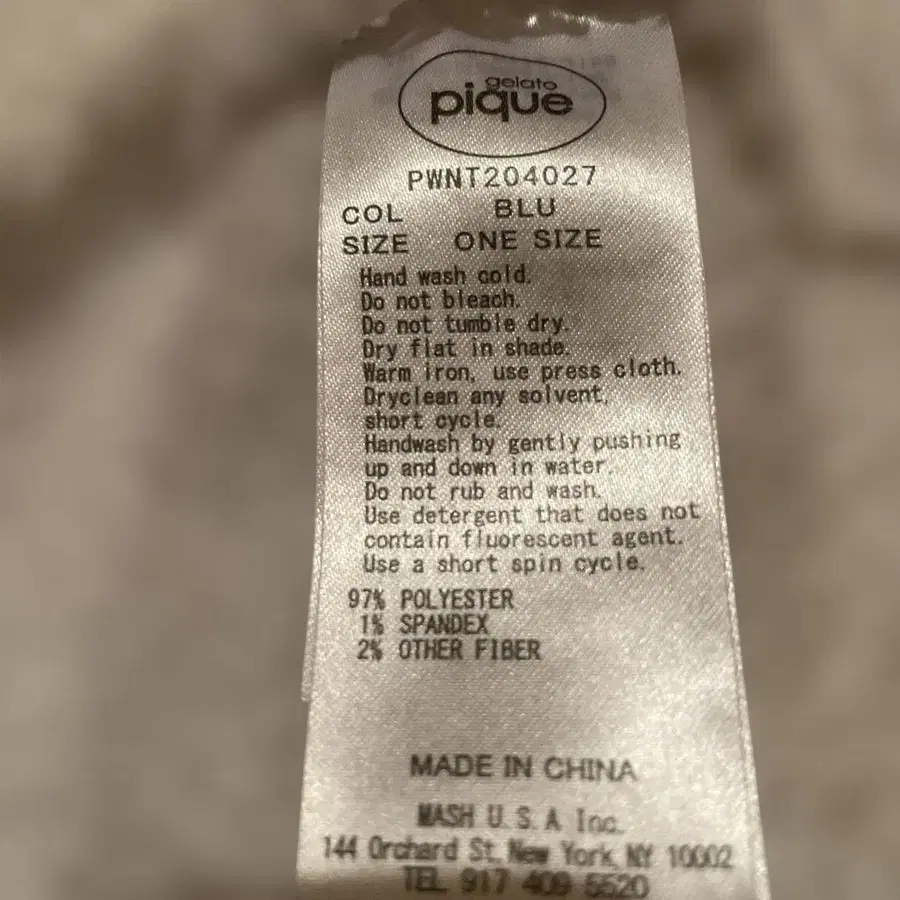 gelato
pique
PWNT204027
COL BLU
SIZE ONE SIZE
Hand wash cold.
Do not bleach.
Do not tumble dry.
Dry flat in shade.
Warm iron, use press cloth.
Dryclean any solvent,
short cycle.
Handwash by gently pushing
up and down in water.
Do not rub and wash.
Use detergent that does not
contain fluorescent agent.
Use a short spin cycle.
97% POLYESTER
1% SPANDEX
2% OTHER FIBER
MADE IN CHINA
MASH U.S.A Inc.
144 Orchard St. New York, NY 10002
TEL 917 409 5520